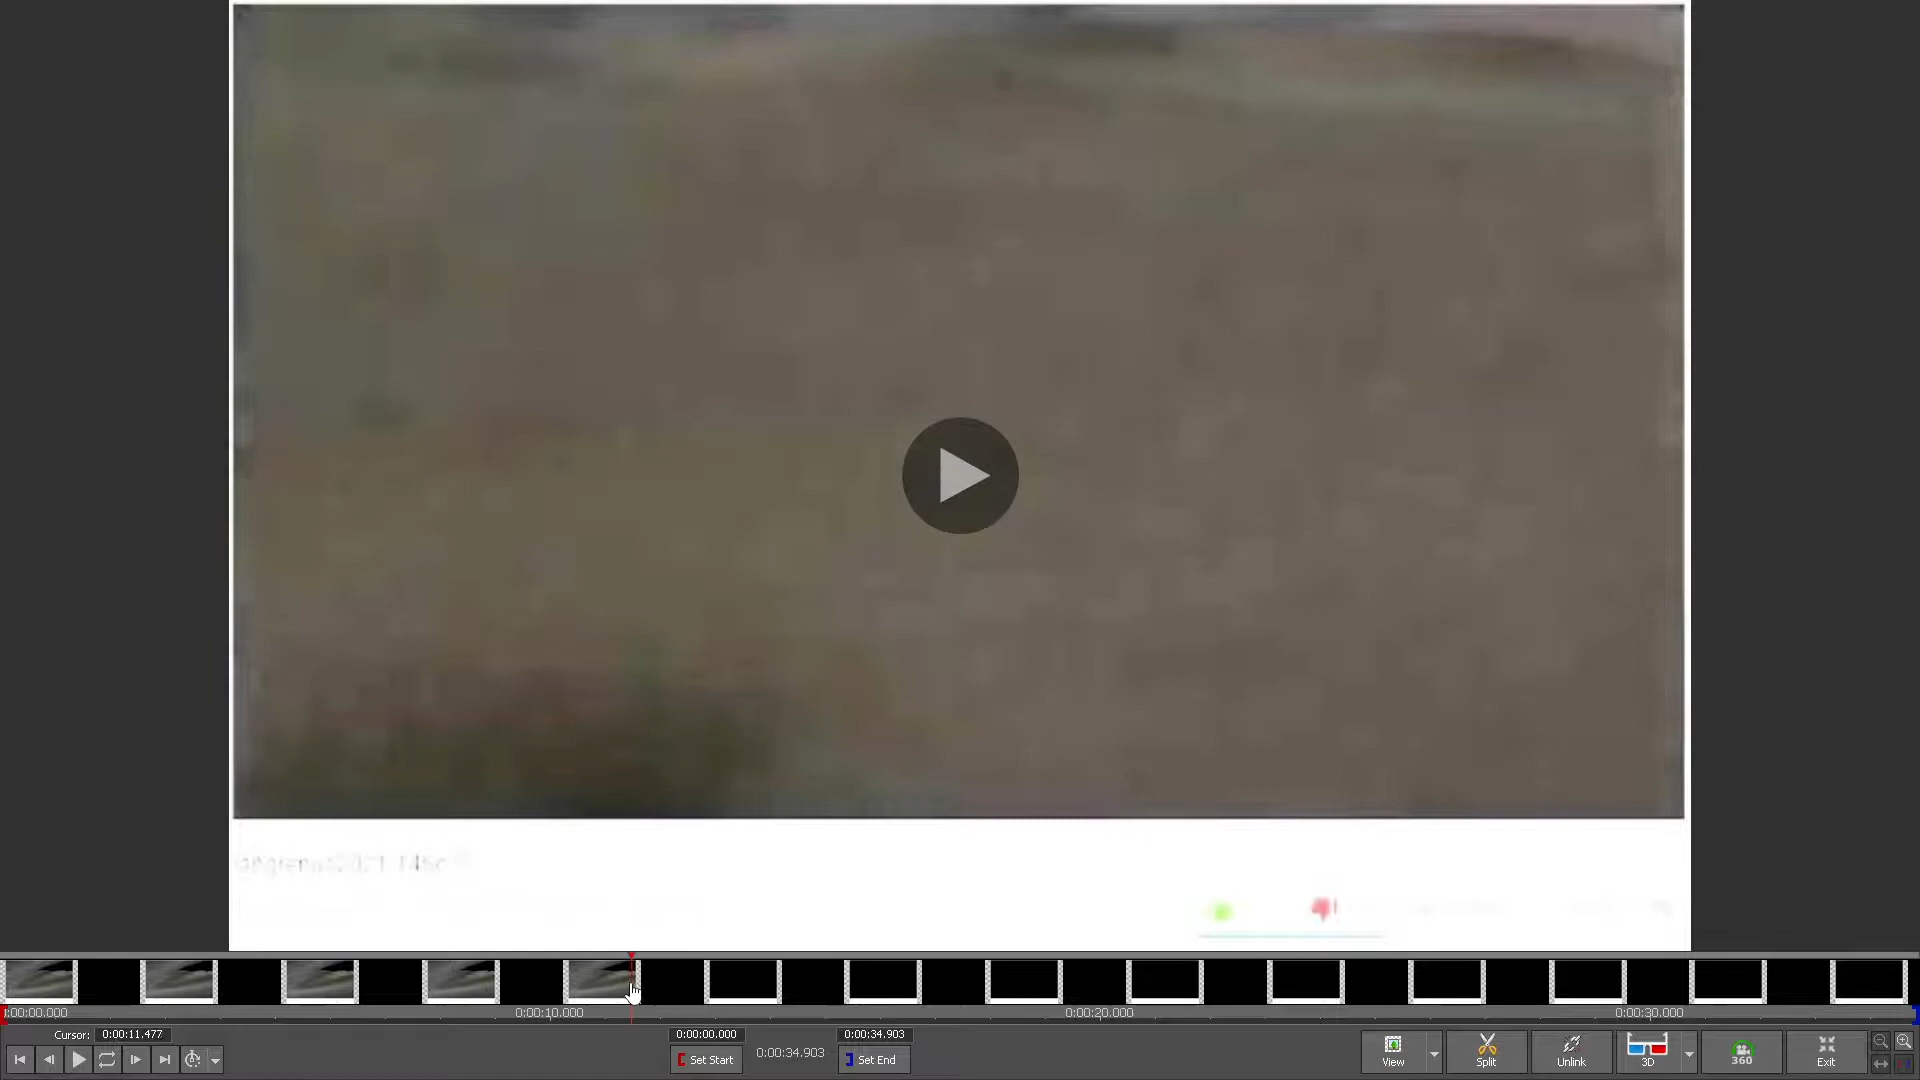 0:00:00.000
0:00:10.000
0:00:20.000
0:00:30.000
Cursor: 0:00:11.477
0:00:00.000
0:00:34.903
Set Start
0:00:34.903
Set End
View
Split
Unlink
3D
360
Exit